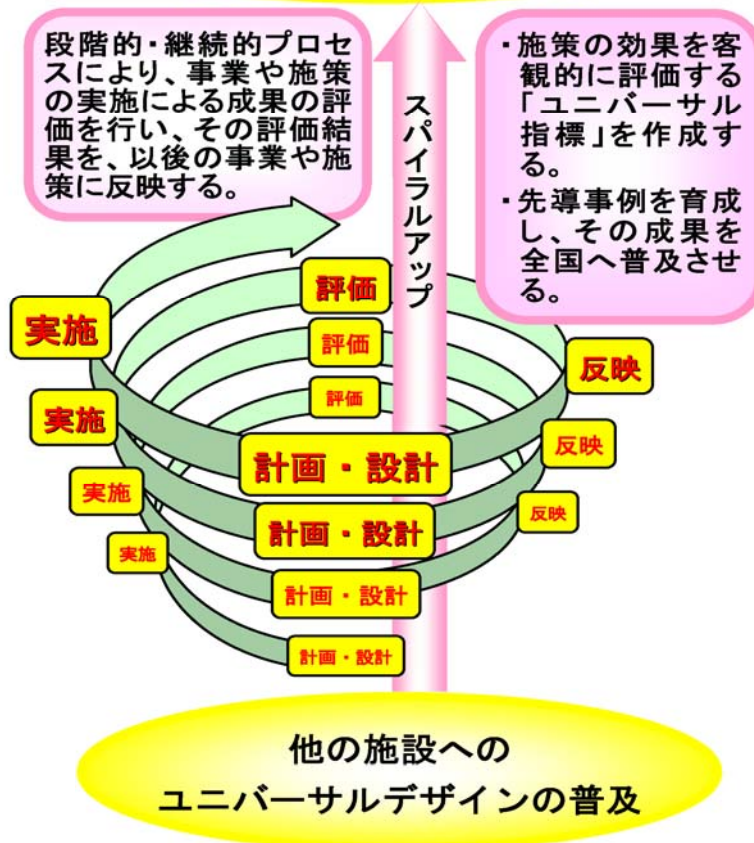 段階的・継続的プロセ
スにより、事業や施策
の実施による成果の評
価を行い、その評価結
果を、以後の事業や施
策に反映する。
スパイラルアップ
・施策の効果を客
観的に評価する
「ユニバーサル
指標」を作成す
る。
・先導事例を育成
し、その成果を
全国へ普及させ
る。
評価
実施
評価
反映
評価
実施
計画・設計
反映
実施
反映
計画・設計
実施
計画・設計
計画・設計
他の施設への
ユニバーサルデザインの普及